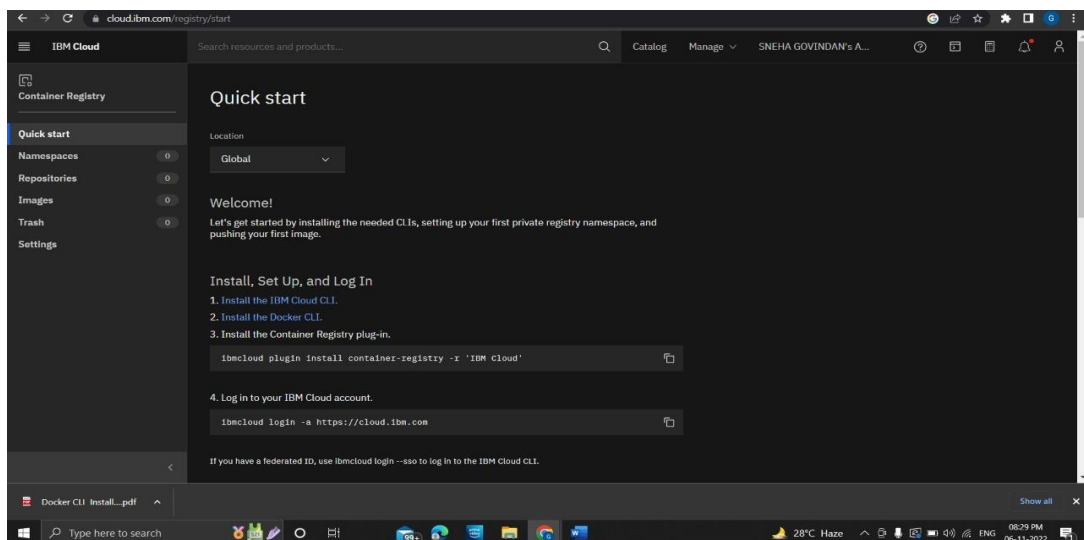 cloud.ibm.com/registry/start
G
IBM Cloud
Search resources and products...
Catalog
Manage
SNEHA GOVINDAN's A...
Container Registry
Quick start
Namespaces 0
Repositories 0
Images 0
Trash 0
Settings
Quick start
Location
Global
Welcome!
Let's get started by installing the needed CLIs, setting up your first private registry namespace, and
pushing your first image.
Install, Set Up, and Log In
1. Install the IBM Cloud CLI.
2. Install the Docker CLI.
3. Install the Container Registry plug-in.
ibmcloud plugin install container-registry -r 'IBM Cloud'
4. Log in to your IBM Cloud account.
ibmcloud login -a https://cloud.ibm.com
If you have a federated ID, use ibmcloud login --sso to log in to the IBM Cloud CLI.
Docker CLI Install....pdf
Show all
Type here to search
99+
28°C Haze
ENG
08:29 PM
06-11-2022